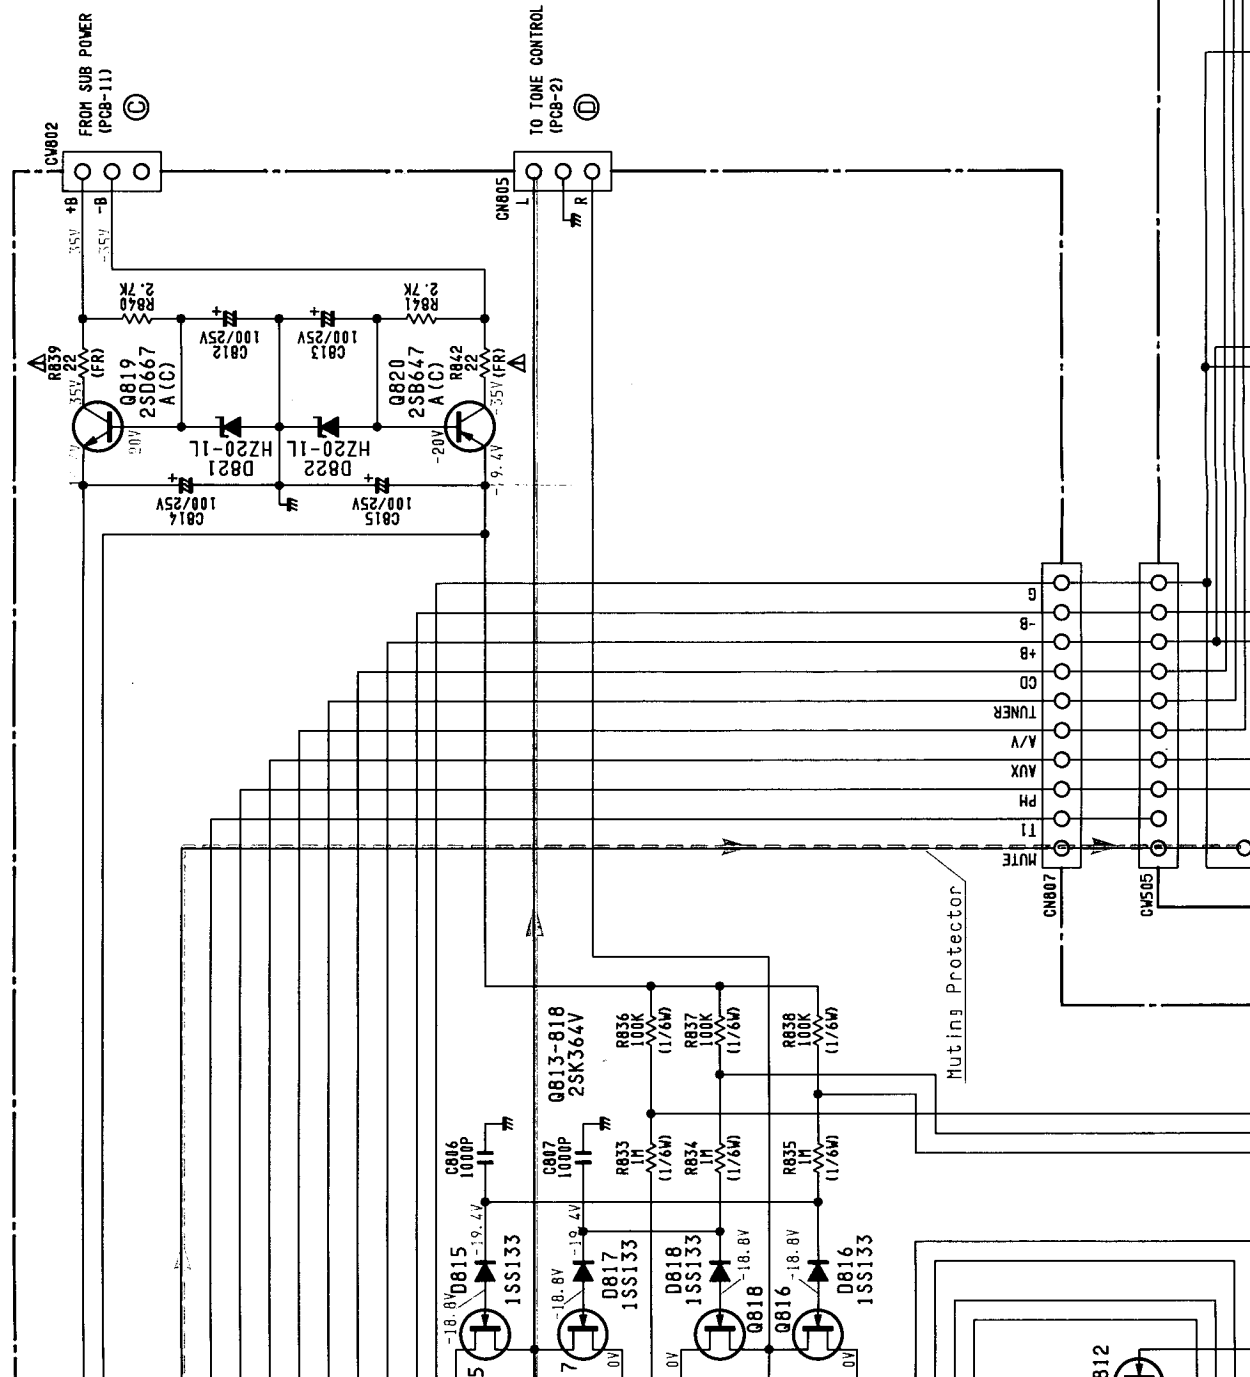 FROM SUB POWER
(PCB-11)
C
CW802
+B
-B
35V
-35V
TO TONE CONTROL
(PCB-2)
D
CN805
L
R
R839
22
(FR)
35V
R840
2.7K
Q819
2SD667
A(C)
20V
C812
100/25V
+
C813
100/25V
+
R841
2.7K
Q820
2SB647
A(C)
-20V
R842
22
(FR)
-35V
-19.4V
HZ20-1L
D821
HZ20-1L
D822
+
100/25V
C814
+
100/25V
C815
G
-B
+B
CD
TUNER
A/V
AUX
PH
T1
MUTE
CN807
CW505
Muting Protector
Q813-818
2SK364V
R836
100K
(1/6W)
R837
100K
(1/6W)
R838
100K
(1/6W)
C806
1000P
C807
1000P
R833
1M
(1/6W)
R834
1M
(1/6W)
R835
1M
(1/6W)
-18.8V
D815
-19.4V
1SS133
-18.8V
D817
1SS133
D818
1SS133
-18.8V
Q818
Q816
-18.8V
D816
1SS133
5
7
0V
0V
0V
812